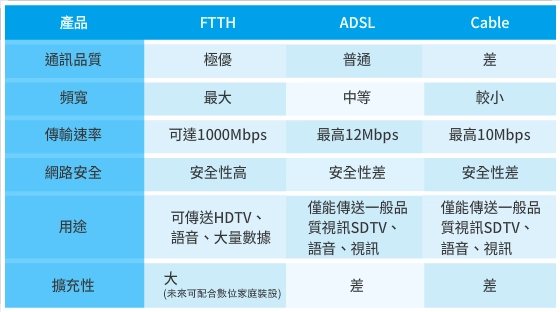 產品 FTTH ADSL Cable
通訊品質 極優 普通 差
頻寬 最大 中等 較小
傳輸速率 可達1000Mbps 最高12Mbps 最高10Mbps
網路安全 安全性高 安全性差 安全性差
用途
可傳送HDTV、
語音、大量數據
僅能傳送一般品
質視訊SDTV、
語音、視訊
僅能傳送一般品
質視訊SDTV、
語音、視訊
擴充性
大
(未來可配合數位家庭裝設)
差 差